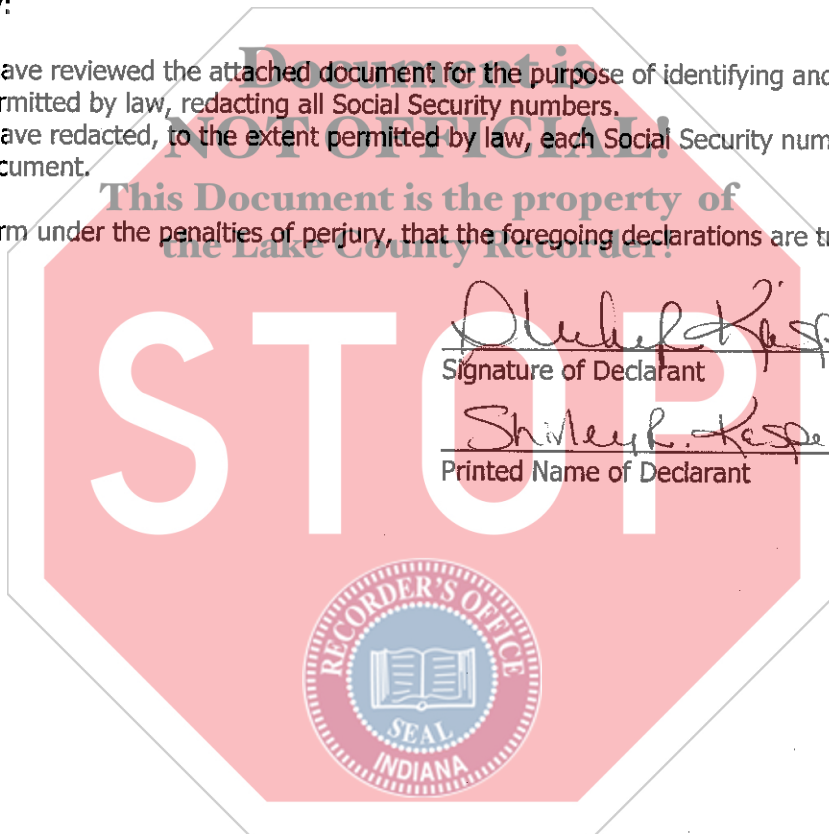 ave reviewed the attached document for the purpose of identifying and
rmitted by law, redacting all Social Security numbers.
ave redacted, to the extent permitted by law, each Social Security num
cument.
rm under the penalties of perjury, that the foregoing declarations are t
Document is
NOT OFFICIAL!
This Document is the property of
the Lake County Recorder!
STOP
Signature of Declarant
Shirley R. Kaspe
Printed Name of Declarant
RECORDER'S OFFICE
SEAL
INDIANA